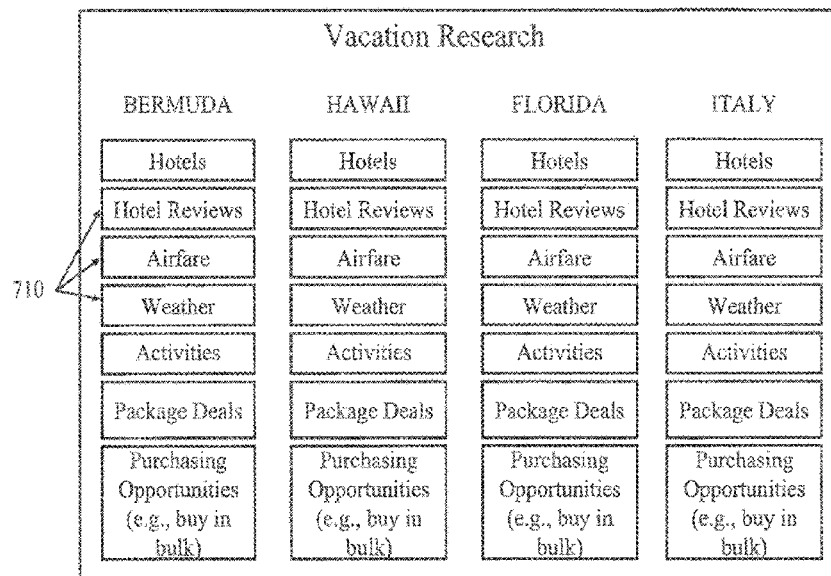 Vacation Research
BERMUDA HAWAII FLORIDA ITALY
Hotels Hotels Hotels Hotels
Hotel Reviews Hotel Reviews Hotel Reviews Hotel Reviews
Airfare Airfare Airfare Airfare
710
Weather Weather Weather Weather
Activities Activities Activities Activities
Package Deals Package Deals Package Deals Package Deals
Purchasing Purchasing Purchasing Purchasing
Opportunities Opportunities Opportunities Opportunities
(e.g., buy in (e.g., buy in (e.g., buy in (e.g., buy in
bulk) bulk) bulk) bulk)